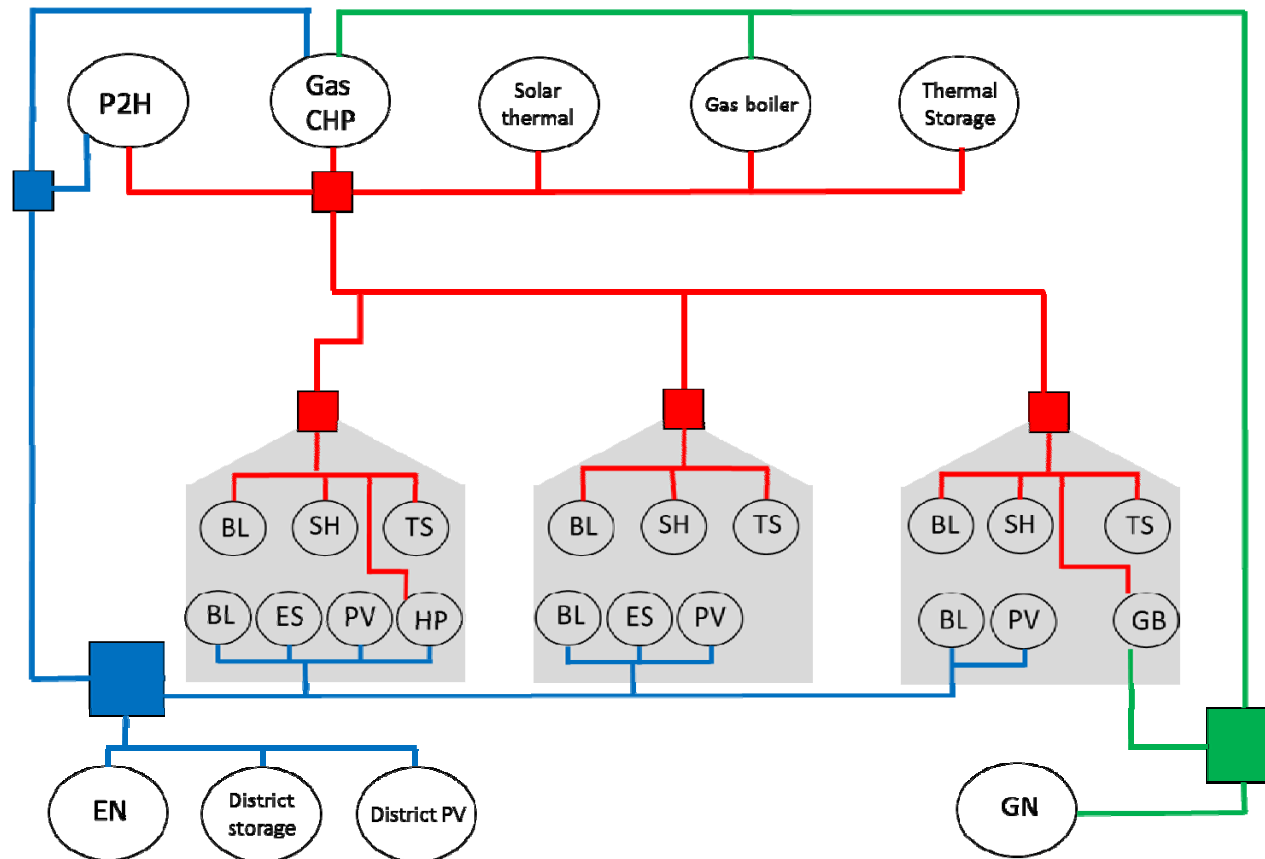 P2H
Gas
CHP
Solar
thermal
Gas boiler
Thermal
Storage
BL
SH
TS
BL
ES
PV
HP
BL
SH
TS
BL
ES
PV
BL
SH
TS
BL
PV
GB
EN
District
storage
District PV
GN